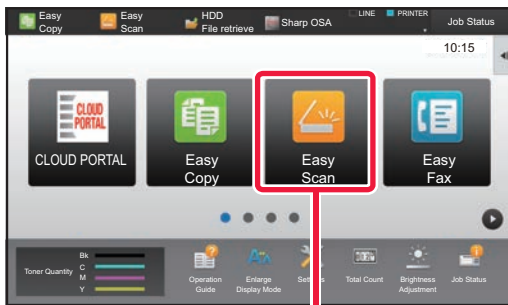 Easy
Copy
Easy
Scan
HDD
File retrieve
Sharp OSA
LINE
PRINTER
Job Status
10:15
CLOUD
PORTAL
CLOUD PORTAL
Easy
Copy
Easy
Scan
Easy
Fax
Toner Quantity
Bk
C
M
Y
Operation
Guide
Enlarge
Display Mode
Settings
Total Count
Brightness
Adjustment
Job Status